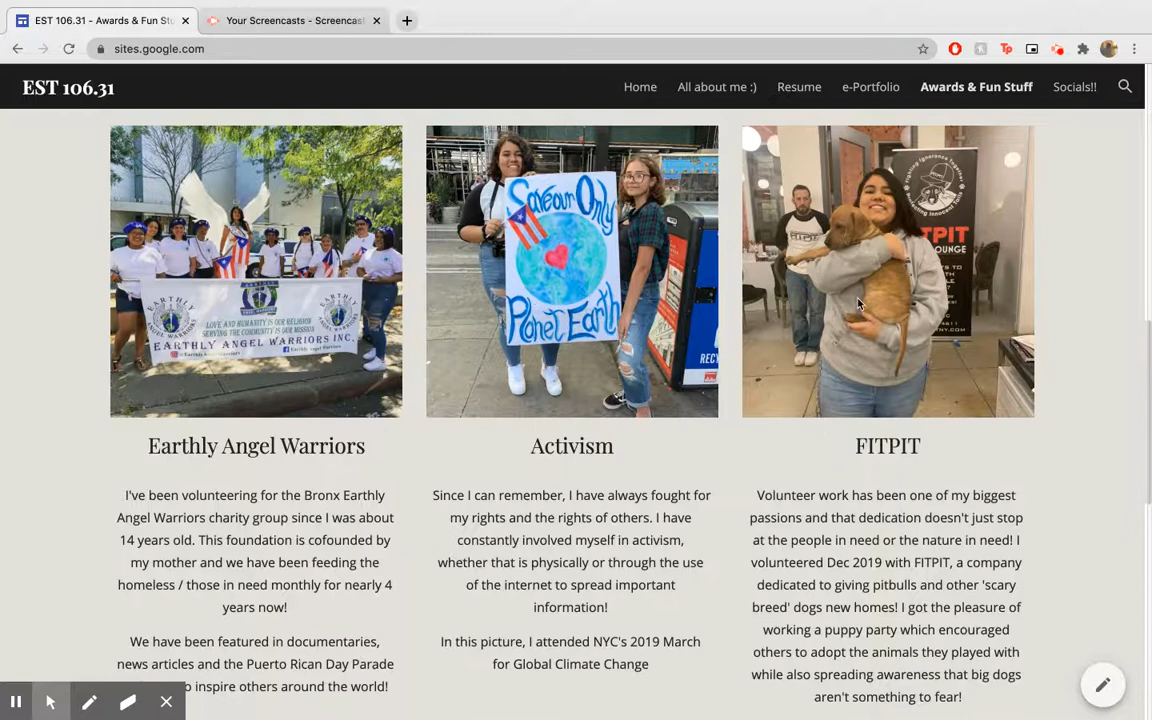 EST 106.31 - Awards & Fun Stu
Your Screencasts - Screencast
sites.google.com
EST 106.31
Home
All about me :)
Resume
e-Portfolio
Awards & Fun Stuff
Socials!!
LOVE AND HUMANITY IS OUR RELIGION
SERVING THE COMMUNITY IS OUR MISSION
EARTHLY ANGEL WARRIORS INC.
Save our Only
Planet Earth
Earthly Angel Warriors
Activism
FITPIT
I've been volunteering for the Bronx Earthly
Angel Warriors charity group since I was about
14 years old. This foundation is cofounded by
my mother and we have been feeding the
homeless / those in need monthly for nearly 4
years now!
We have been featured in documentaries,
news articles and the Puerto Rican Day Parade
o inspire others around the world!
Since I can remember, I have always fought for
my rights and the rights of others. I have
constantly involved myself in activism,
whether that is physically or through the use
of the internet to spread important
information!
In this picture, I attended NYC's 2019 March
for Global Climate Change
Volunteer work has been one of my biggest
passions and that dedication doesn't just stop
at the people in need or the nature in need! I
volunteered Dec 2019 with FITPIT, a company
dedicated to giving pitbulls and other 'scary
breed' dogs new homes! I got the pleasure of
working a puppy party which encouraged
others to adopt the animals they played with
while also spreading awareness that big dogs
aren't something to fear!